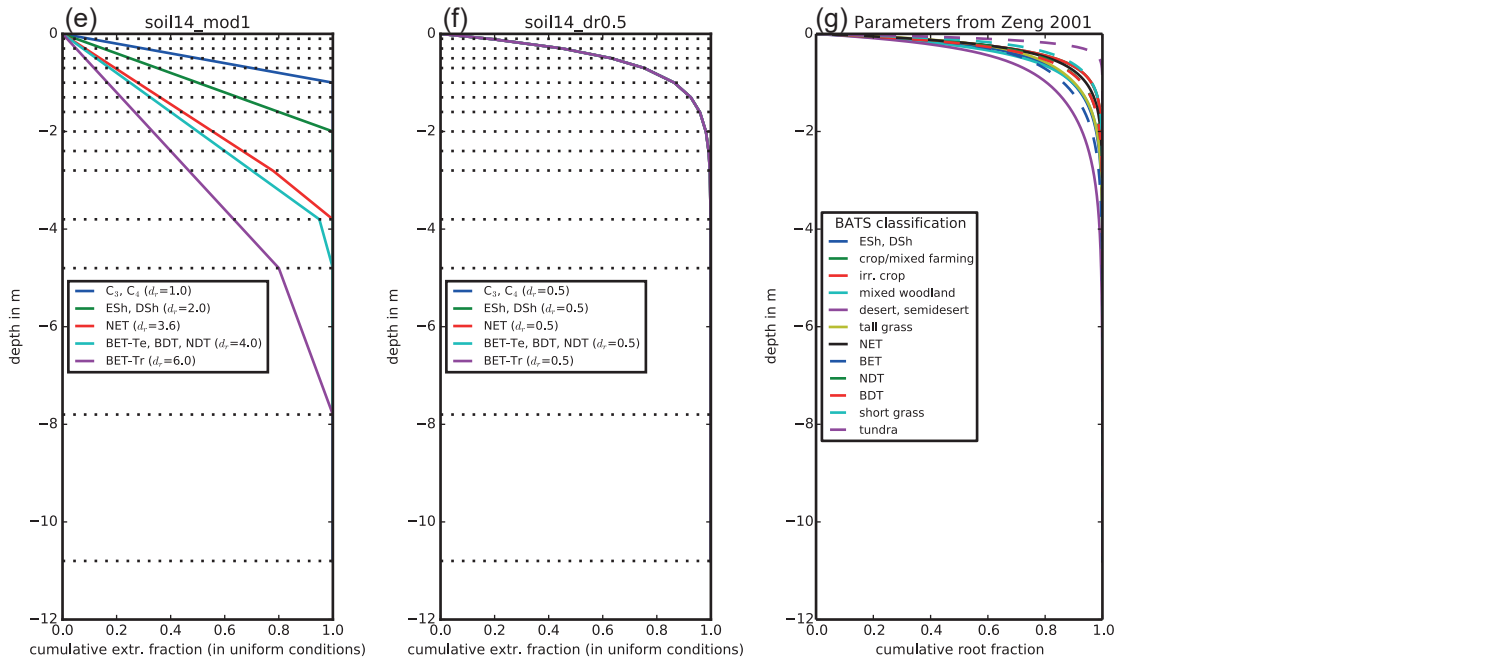 (e)
soil14_mod1
0
−2
−4
−6
−8
−10
−12
depth in m
C₃, C₄ (dᵣ=1.0)
ESh, DSh (dᵣ=2.0)
NET (dᵣ=3.6)
BET–Te, BDT, NDT (dᵣ=4.0)
BET–Tr (dᵣ=6.0)
0.0 0.2 0.4 0.6 0.8 1.0
cumulative extr. fraction (in uniform conditions)
(f)
soil14_dr0.5
0
−2
−4
−6
−8
−10
−12
depth in m
C₃, C₄ (dᵣ=0.5)
ESh, DSh (dᵣ=0.5)
NET (dᵣ=0.5)
BET–Te, BDT, NDT (dᵣ=0.5)
BET–Tr (dᵣ=0.5)
0.0 0.2 0.4 0.6 0.8 1.0
cumulative extr. fraction (in uniform conditions)
(g)
Parameters from Zeng 2001
0
−2
−4
−6
−8
−10
−12
depth in m
BATS classification
ESh, DSh
crop/mixed farming
irr. crop
mixed woodland
desert, semidesert
tall grass
NET
BET
NDT
BDT
short grass
tundra
0.0 0.2 0.4 0.6 0.8 1.0
cumulative root fraction